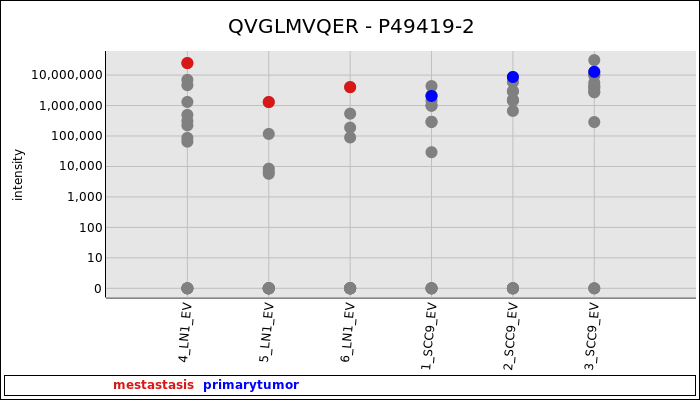 QVGLMVQER - P49419-2
intensity
10,000,000
1,000,000
100,000
10,000
1,000
100
10
0
4_LN1_EV
5_LN1_EV
6_LN1_EV
1_SCC9_EV
2_SCC9_EV
3_SCC9_EV
mestastasis primarytumor